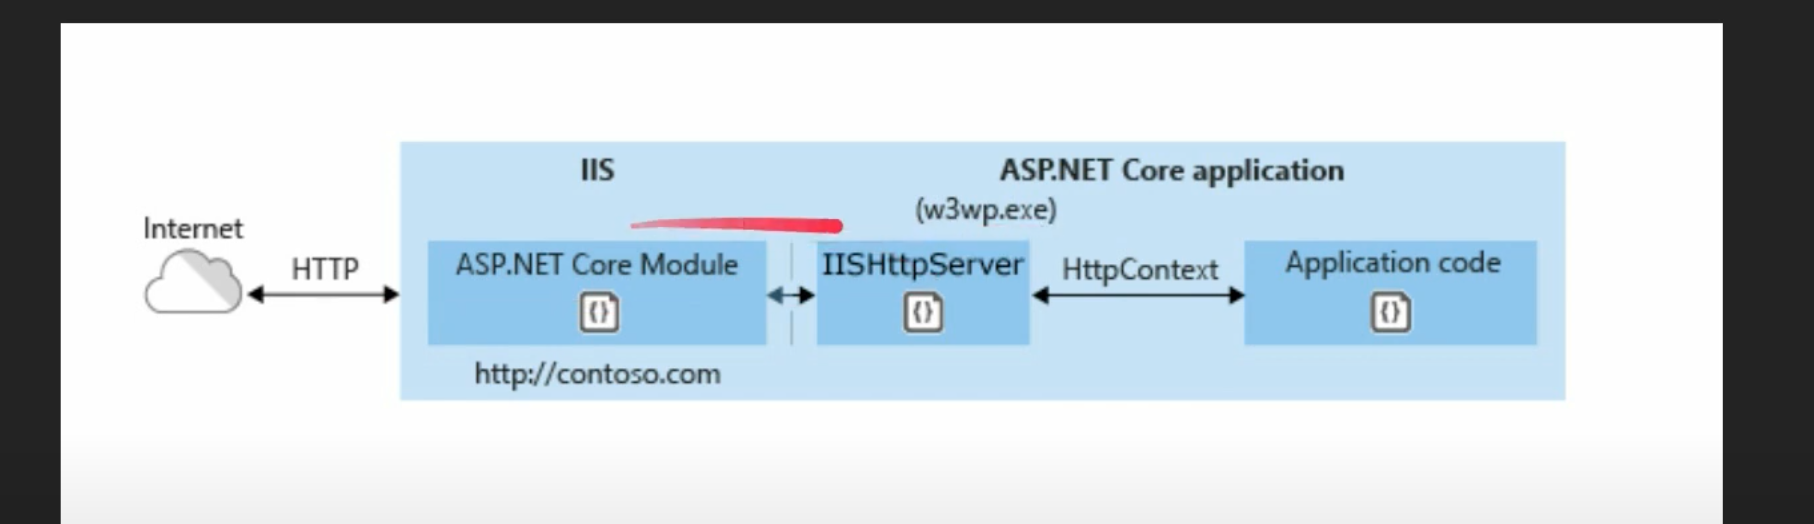 IIS
ASP.NET Core application
(w3wp.exe)
Internet
HTTP
ASP.NET Core Module
IISHttpServer
HttpContext
Application code
{}
{}
{}
http://contoso.com